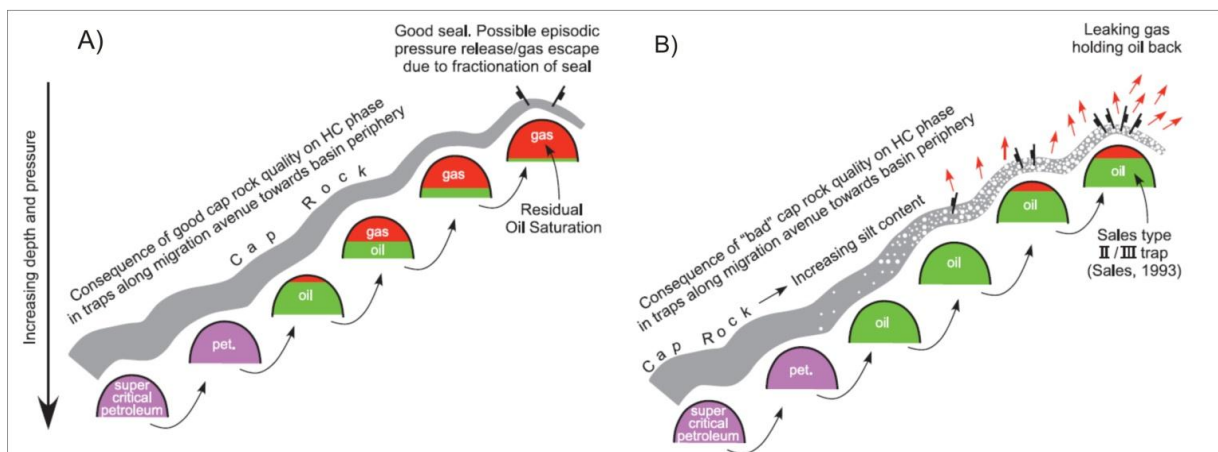 A)
Good seal. Possible episodic
pressure release/gas escape
due to fractionation of seal
Increasing depth and pressure
Consequence of good cap rock quality on HC phase
in traps along migration avenue towards basin periphery
Cap Rock
gas
gas
gas
oil
oil
pet.
super
critical
petroleum
Residual
Oil Saturation
B)
Leaking gas
holding oil back
Consequence of "bad" cap rock quality on HC phase
in traps along migration avenue towards basin periphery
Cap Rock
Increasing silt content
oil
oil
oil
oil
pet.
super
critical
petroleum
Sales type
II / III trap
(Sales, 1993)